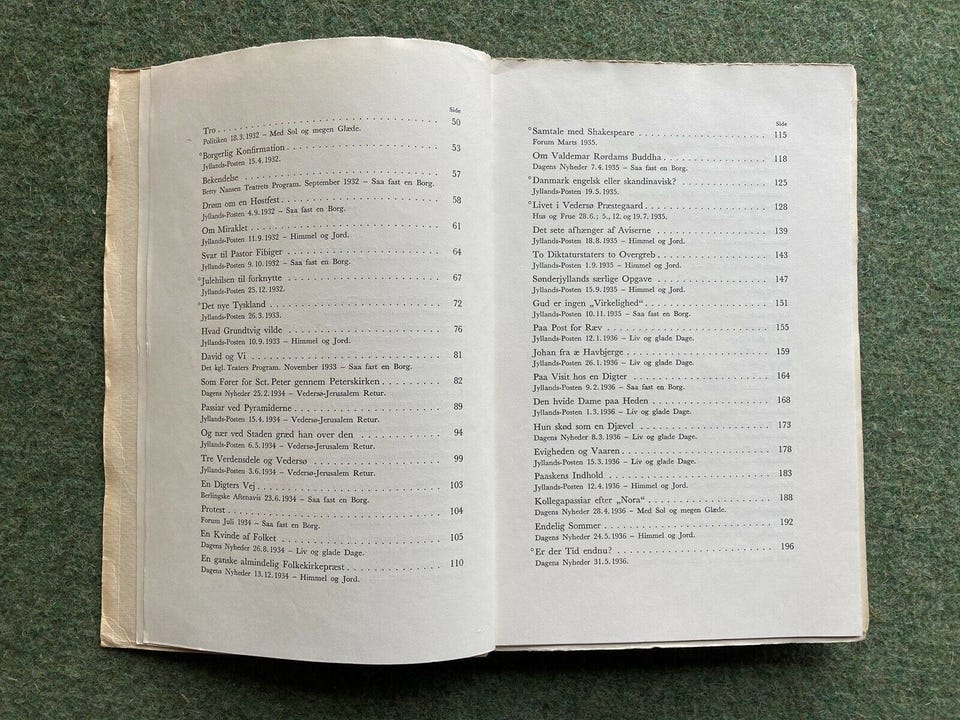 Side
Tro . . . . . . . . . . . . . . . . . . . . 50
Politiken 18.3.1932 – Med Sol og megen Glæde.
°Borgerlig Konfirmation . . . . . . . . . . . . . . . . . . . . 53
Jyllands-Posten 15.4.1932.
Bekendelse . . . . . . . . . . . . . . . . . . . . 57
Betty Nansen Teatrets Program. September 1932 – Saa fast en Borg.
Drøm om en Høstfest . . . . . . . . . . . . . . . . . . . . 58
Jyllands-Posten 4.9.1932 – Saa fast en Borg.
Om Miraklet . . . . . . . . . . . . . . . . . . . . 61
Jyllands-Posten 11.9.1932 – Himmel og Jord.
Svar til Pastor Fibiger . . . . . . . . . . . . . . . . . . . . 64
Jyllands-Posten 9.10.1932 – Saa fast en Borg.
°Julehilsen til forknytte . . . . . . . . . . . . . . . . . . . . 67
Jyllands-Posten 25.12.1932.
°Det nye Tyskland . . . . . . . . . . . . . . . . . . . . 72
Jyllands-Posten 26.3.1933.
Hvad Grundtvig vilde . . . . . . . . . . . . . . . . . . . . 76
Jyllands-Posten 10.9.1933 – Himmel og Jord.
David og Vi . . . . . . . . . . . . . . . . . . . . 81
Det kgl. Teaters Program. November 1933 – Saa fast en Borg.
Som Fører for Sct. Peter gennem Peterskirken . . . . . . . . . . 82
Dagens Nyheder 25.2.1934 – Vedersø-Jerusalem Retur.
Passiar ved Pyramiderne . . . . . . . . . . . . . . . . . . . . 89
Jyllands-Posten 15.4.1934 – Vedersø-Jerusalem Retur.
Og nær ved Staden græd han over den . . . . . . . . . . 94
Jyllands-Posten 6.5.1934 – Vedersø-Jerusalem Retur.
Tre Verdensdele og Vedersø . . . . . . . . . . . . . . . . . . . . 99
Jyllands-Posten 3.6.1934 – Vedersø-Jerusalem Retur.
En Digters Vej . . . . . . . . . . . . . . . . . . . . 103
Berlingske Aftenavis 23.6.1934 – Saa fast en Borg.
Protest . . . . . . . . . . . . . . . . . . . . 104
Forum Juli 1934 – Saa fast en Borg.
En Kvinde af Folket . . . . . . . . . . . . . . . . . . . . 105
Dagens Nyheder 26.8.1934 – Liv og glade Dage.
En ganske almindelig Folkekirkepræst . . . . . . . . . . . . . 110
Dagens Nyheder 13.12.1934 – Himmel og Jord.
Side
°Samtale med Shakespeare . . . . . . . . . . . . . . . . . . . . 115
Forum Marts 1935.
Om Valdemar Rørdams Buddha . . . . . . . . . . . . . . . . . . . . 118
Dagens Nyheder 7.4.1935 – Saa fast en Borg.
°Danmark engelsk eller skandinavisk? . . . . . . . . . . . . . 125
Jyllands-Posten 19.5.1935.
°Livet i Vedersø Præstegaard . . . . . . . . . . . . . . . . . . . . 128
Hus og Frue 28.6.; 5., 12. og 19.7.1935.
Det sete afhænger af Aviserne . . . . . . . . . . . . . . . . . . . . 139
Jyllands-Posten 18.8.1935 – Himmel og Jord.
To Diktaturstaters to Overgreb . . . . . . . . . . . . . . . . . . . . 143
Jyllands-Posten 1.9.1935 – Himmel og Jord.
Sønderjyllands særlige Opgave . . . . . . . . . . . . . . . . . . . . 147
Jyllands-Posten 15.9.1935 – Himmel og Jord.
Gud er ingen „Virkelighed“ . . . . . . . . . . . . . . . . . . . . 151
Jyllands-Posten 10.11.1935 – Saa fast en Borg.
Paa Post for Ræv . . . . . . . . . . . . . . . . . . . . 155
Jyllands-Posten 12.1.1936 – Liv og glade Dage.
Johan fra æ Havbjerge . . . . . . . . . . . . . . . . . . . . 159
Jyllands-Posten 26.1.1936 – Liv og glade Dage.
Paa Visit hos en Digter . . . . . . . . . . . . . . . . . . . . 164
Jyllands-Posten 9.2.1936 – Saa fast en Borg.
Den hvide Dame paa Heden . . . . . . . . . . . . . . . . . . . . 168
Jyllands-Posten 1.3.1936 – Liv og glade Dage.
Hun skød som en Djævel . . . . . . . . . . . . . . . . . . . . 173
Dagens Nyheder 8.3.1936 – Liv og glade Dage.
Evigheden og Vaaren . . . . . . . . . . . . . . . . . . . . 178
Jyllands-Posten 15.3.1936 – Liv og glade Dage.
Paaskens Indhold . . . . . . . . . . . . . . . . . . . . 183
Jyllands-Posten 12.4.1936 – Himmel og Jord.
Kollegapassiar efter „Nora“ . . . . . . . . . . . . . . . . . . . . 188
Dagens Nyheder 28.4.1936 – Med Sol og megen Glæde.
Endelig Sommer . . . . . . . . . . . . . . . . . . . . 192
Dagens Nyheder 24.5.1936 – Himmel og Jord.
°Er der Tid endnu? . . . . . . . . . . . . . . . . . . . . 196
Dagens Nyheder 31.5.1936.